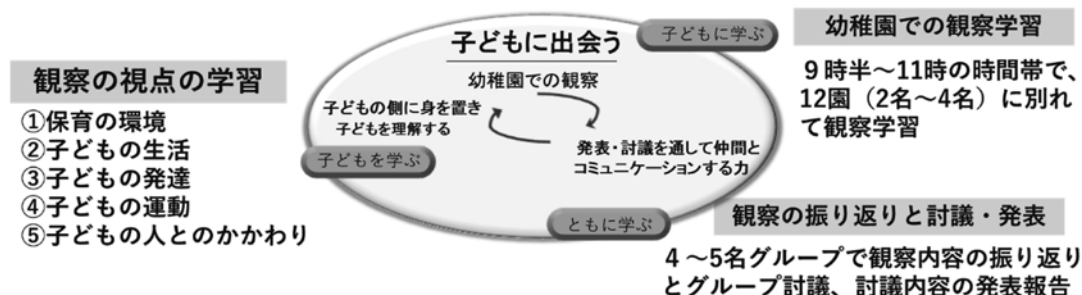 観察の視点の学習
①保育の環境
②子どもの生活
③子どもの発達
④子どもの運動
⑤子どもの人とのかかわり
子どもに出会う
子どもに学ぶ
幼稚園での観察
子どもの側に身を置き
子どもを理解する
発表・討議を通して仲間と
コミュニケーションする力
子どもを学ぶ
ともに学ぶ
幼稚園での観察学習
９時半～11時の時間帯で、
12園（2名～4名）に別れ
て観察学習
観察の振り返りと討議・発表
４～5名グループで観察内容の振り返り
とグループ討議、討議内容の発表報告